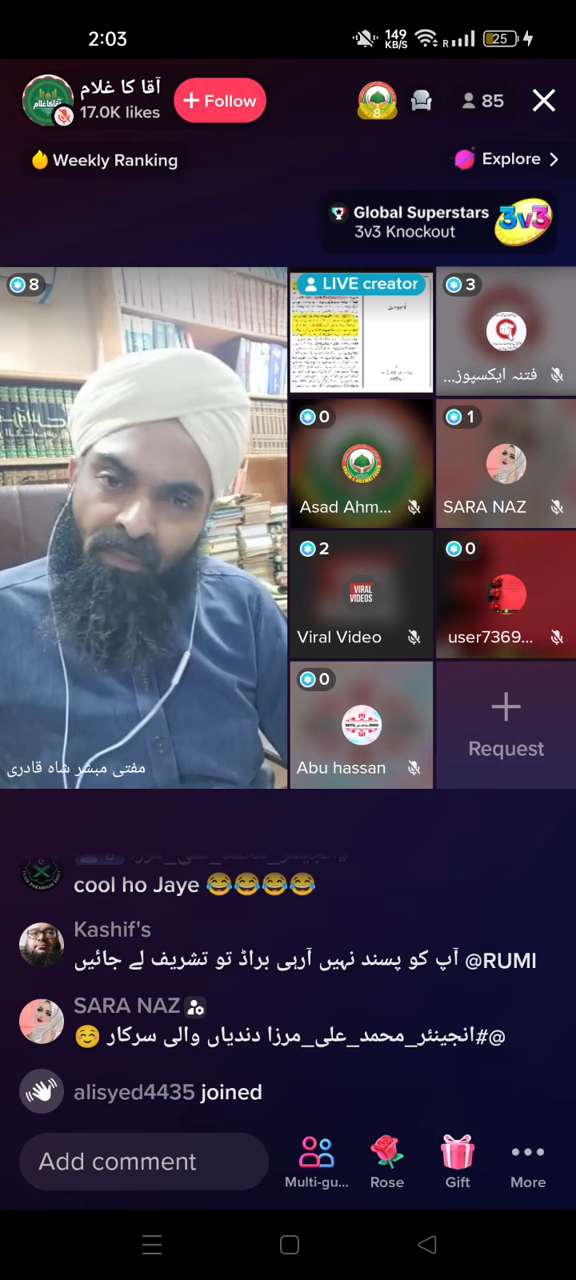 2:03
149
KB/S
R
25
آقا کا غلام
17.0K likes
+ Follow
8
85
Weekly Ranking
Explore
Global Superstars
3v3 Knockout
3v3
8
LIVE creator
3
فتنہ ایکسپوز...
0
Asad Ahm...
1
SARA NAZ
2
VIRAL
VIDEOS
Viral Video
0
user7369...
0
Abu hassan
Request
مفتی مبشر شاہ قادری
cool ho Jaye 😂😂😂😂
Kashif's
@RUMI آپ کو پسند نہیں آرہی براڈ تو تشریف لے جائیں
SARA NAZ
@#انجینئر_محمد_علی_مرزا دندیاں والی سرکار ☺️
alisyed4435 joined
Add comment
Multi-gu...
Rose
Gift
More